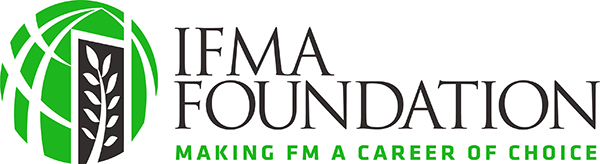 IFMA
FOUNDATION
MAKING FM A CAREER OF CHOICE